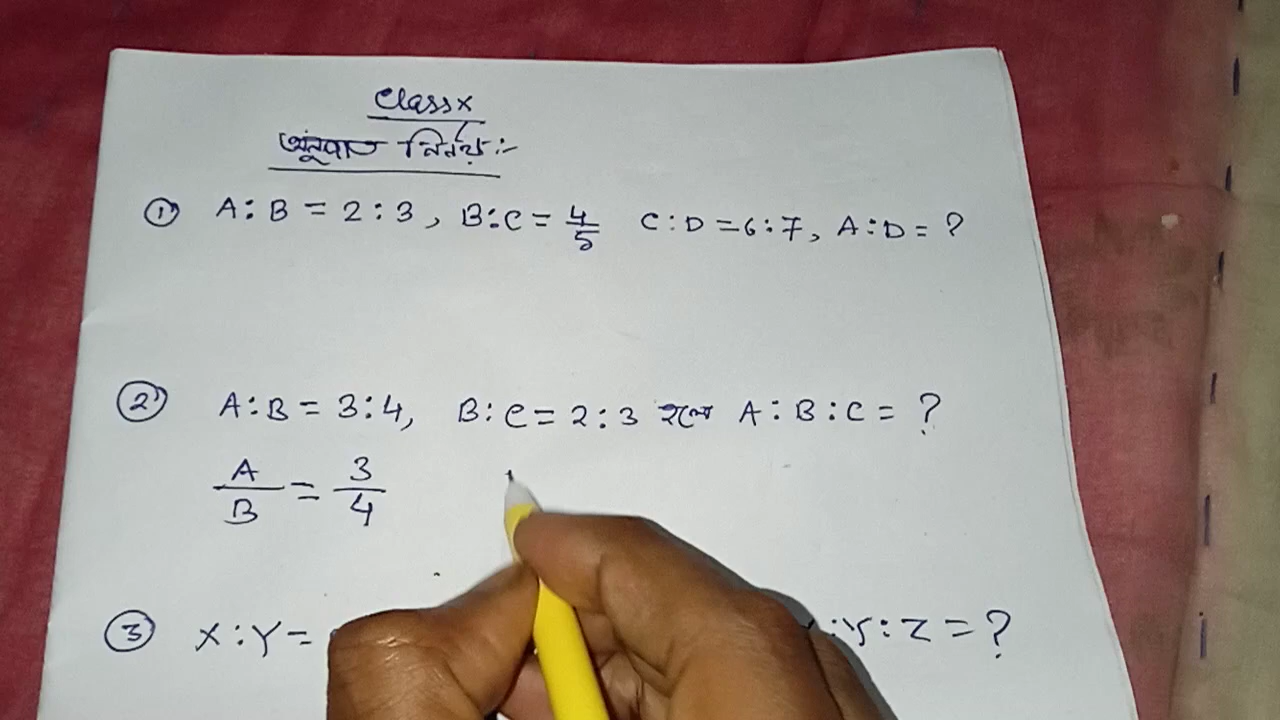 Class X
অনুপাত নির্ণয় :-
① A : B = 2 : 3 , B : C = 4/5 C : D = 6 : 7 , A : D = ?
② A : B = 3 : 4 , B : C = 2 : 3 হলে A : B : C = ?
A/B = 3/4
③ X : Y = : Y : Z = ?